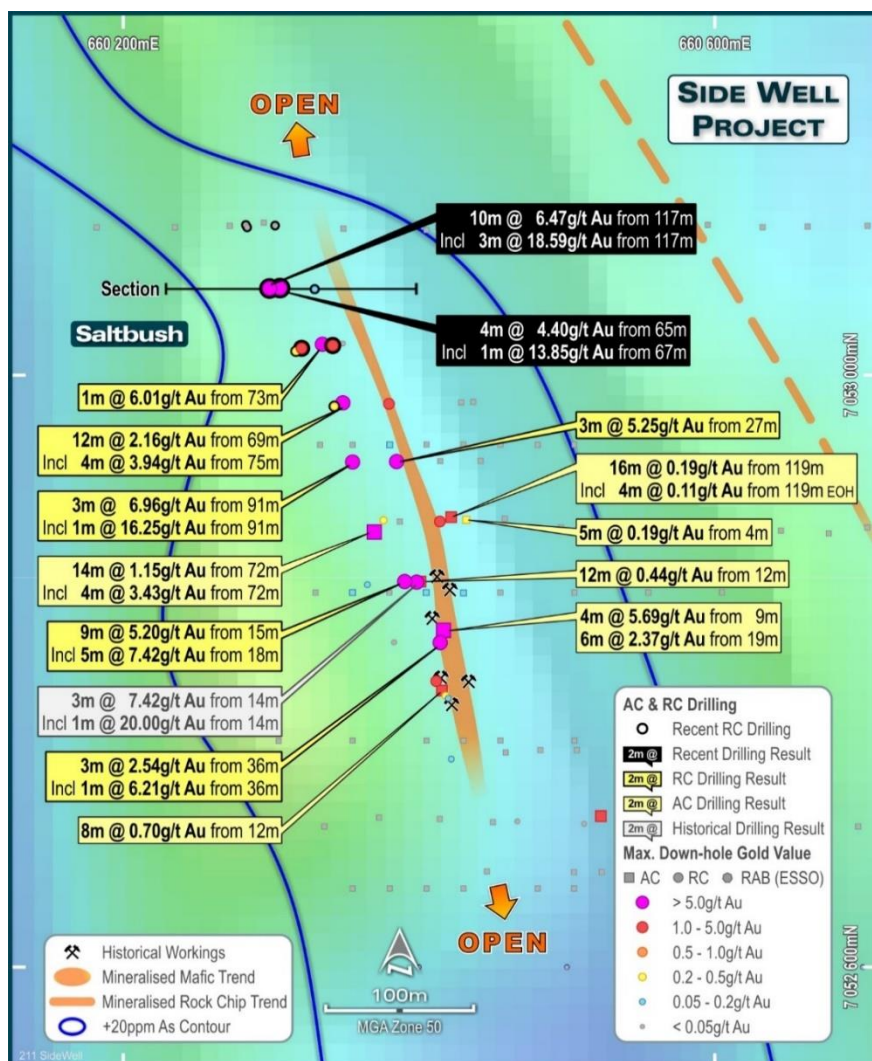 660 200mE
660 600mE
OPEN
SIDE WELL
PROJECT
10m @ 6.47g/t Au from 117m
Incl 3m @ 18.59g/t Au from 117m
Section
Saltbush
4m @ 4.40g/t Au from 65m
Incl 1m @ 13.85g/t Au from 67m
7 053 000mN
1m @ 6.01g/t Au from 73m
12m @ 2.16g/t Au from 69m
Incl 4m @ 3.94g/t Au from 75m
3m @ 5.25g/t Au from 27m
16m @ 0.19g/t Au from 119m
Incl 4m @ 0.11g/t Au from 119m EOH
3m @ 6.96g/t Au from 91m
Incl 1m @ 16.25g/t Au from 91m
5m @ 0.19g/t Au from 4m
14m @ 1.15g/t Au from 72m
Incl 4m @ 3.43g/t Au from 72m
12m @ 0.44g/t Au from 12m
9m @ 5.20g/t Au from 15m
Incl 5m @ 7.42g/t Au from 18m
4m @ 5.69g/t Au from 9m
6m @ 2.37g/t Au from 19m
3m @ 7.42g/t Au from 14m
Incl 1m @ 20.00g/t Au from 14m
3m @ 2.54g/t Au from 36m
Incl 1m @ 6.21g/t Au from 36m
8m @ 0.70g/t Au from 12m
AC & RC Drilling
Recent RC Drilling
2m @ Recent Drilling Result
2m @ RC Drilling Result
2m @ AC Drilling Result
2m @ Historical Drilling Result
Max. Down-hole Gold Value
AC RC RAB (ESSO)
> 5.0g/t Au
1.0 - 5.0g/t Au
0.5 - 1.0g/t Au
0.2 - 0.5g/t Au
0.05 - 0.2g/t Au
< 0.05g/t Au
OPEN
7 052 600mN
Historical Workings
Mineralised Mafic Trend
Mineralised Rock Chip Trend
+20ppm As Contour
N
100m
MGA Zone 50
211 SideWell